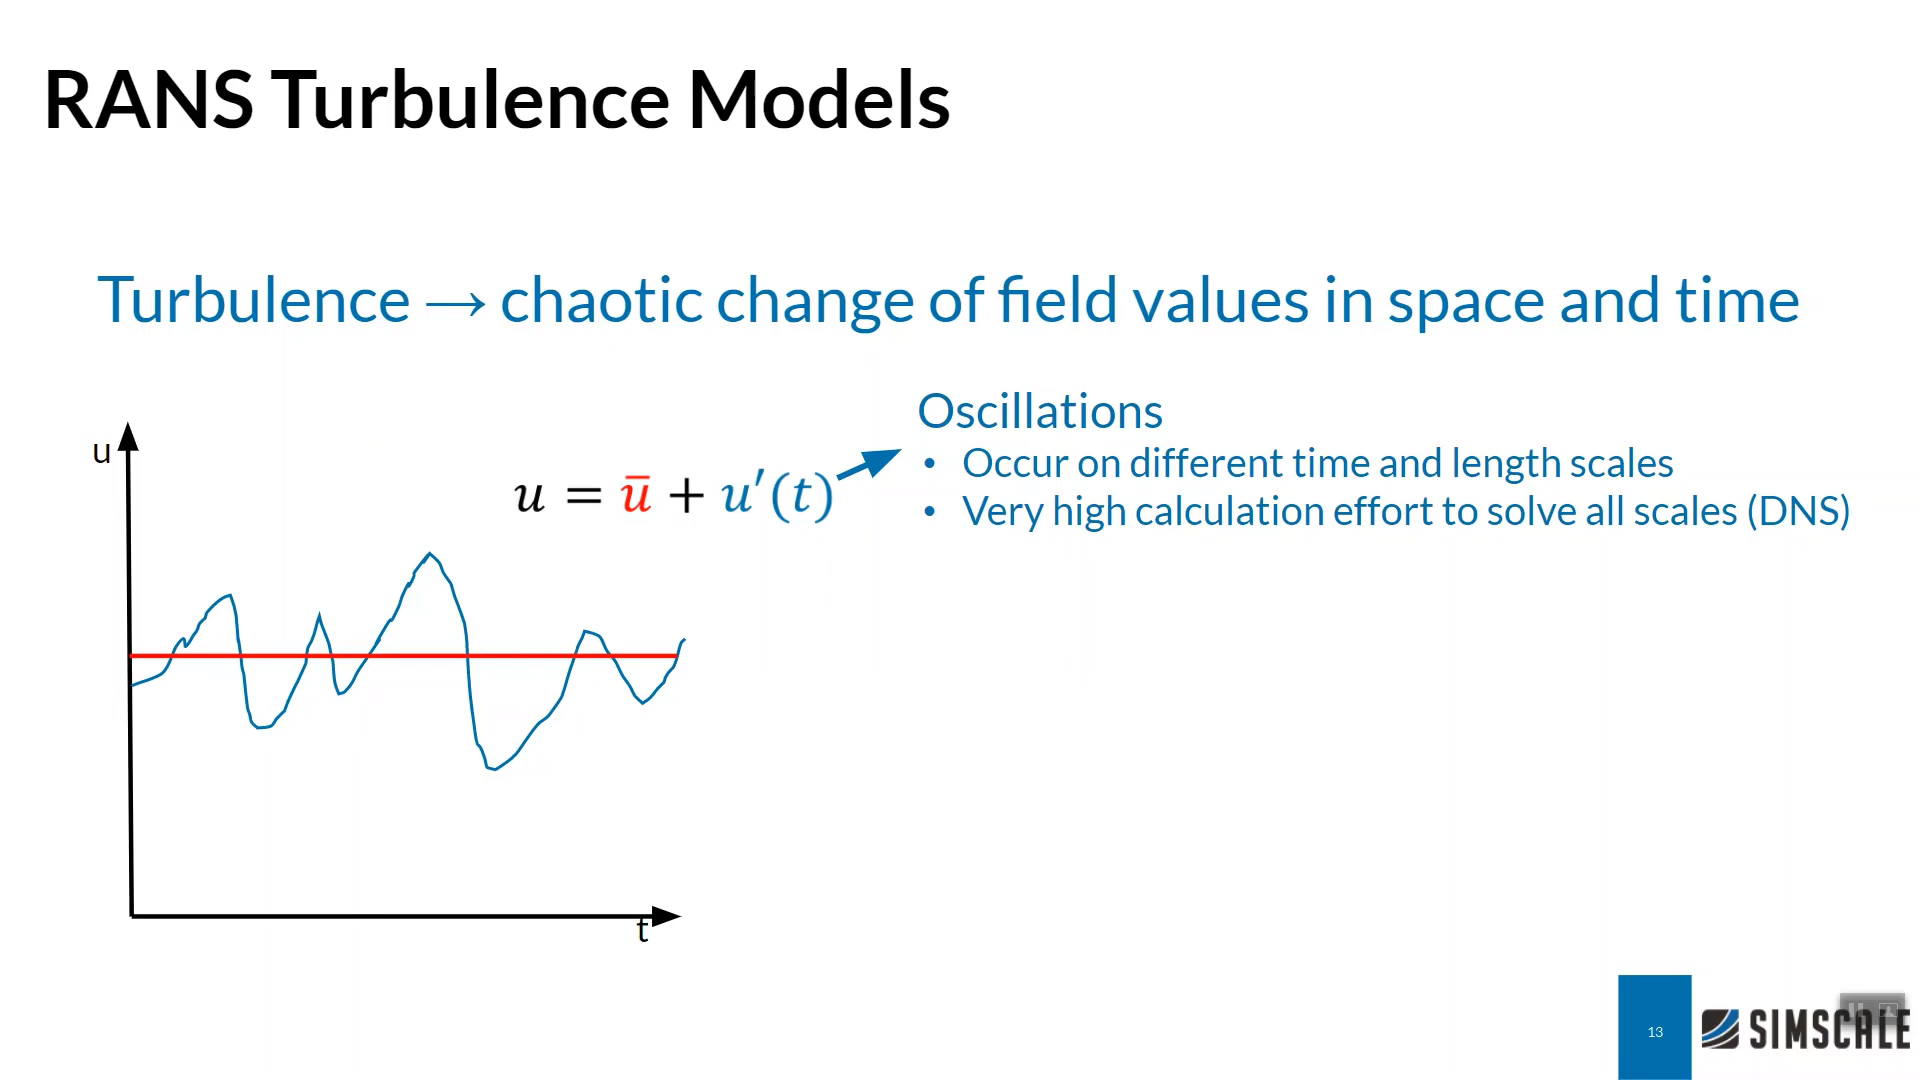 RANS Turbulence Models
Turbulence → chaotic change of field values in space and time
Oscillations
• Occur on different time and length scales
• Very high calculation effort to solve all scales (DNS)
u = u̅ + u′(t)
u
t
13
SIMSCALE